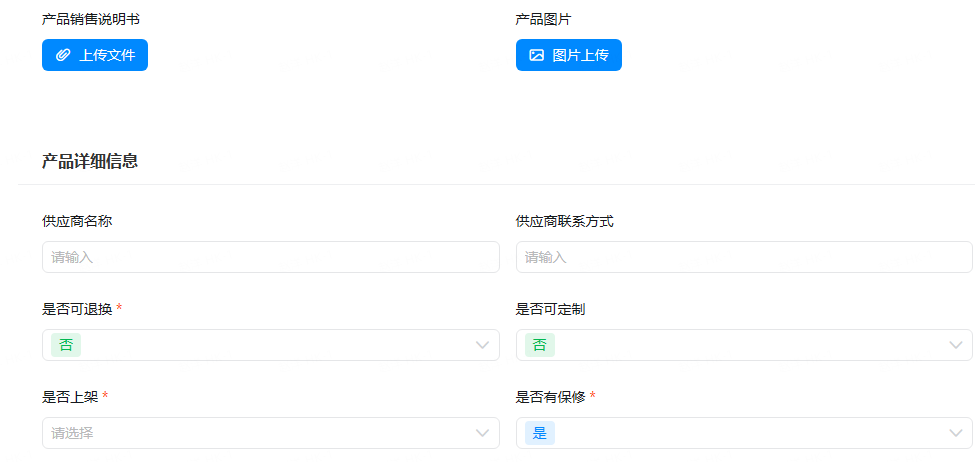 产品销售说明书 产品图片
上传文件 图片上传
产品详细信息
供应商名称 供应商联系方式
请输入 请输入
是否可退换 * 是否可定制
否 否
是否上架 * 是否有保修 *
请选择 是